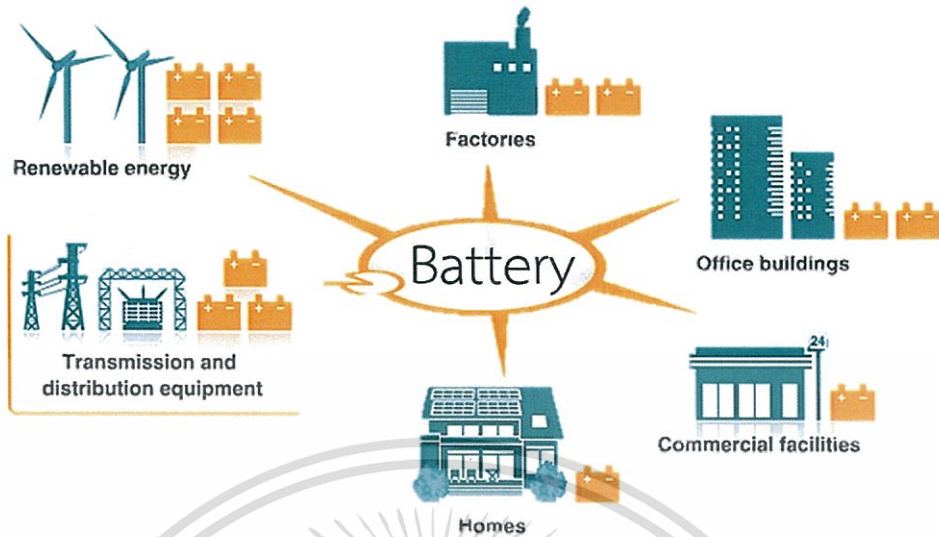 Factories
Renewable energy
Office buildings
Battery
Transmission and
distribution equipment
24
Commercial facilities
Homes